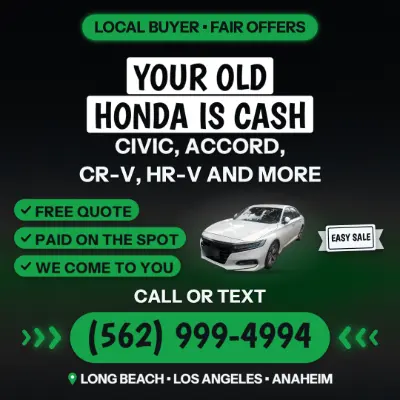 LOCAL BUYER • FAIR OFFERS
YOUR OLD
HONDA IS CASH
CIVIC, ACCORD,
CR-V, HR-V AND MORE
FREE QUOTE
PAID ON THE SPOT
WE COME TO YOU
EASY SALE
CALL OR TEXT
(562) 999-4994
LONG BEACH • LOS ANGELES • ANAHEIM